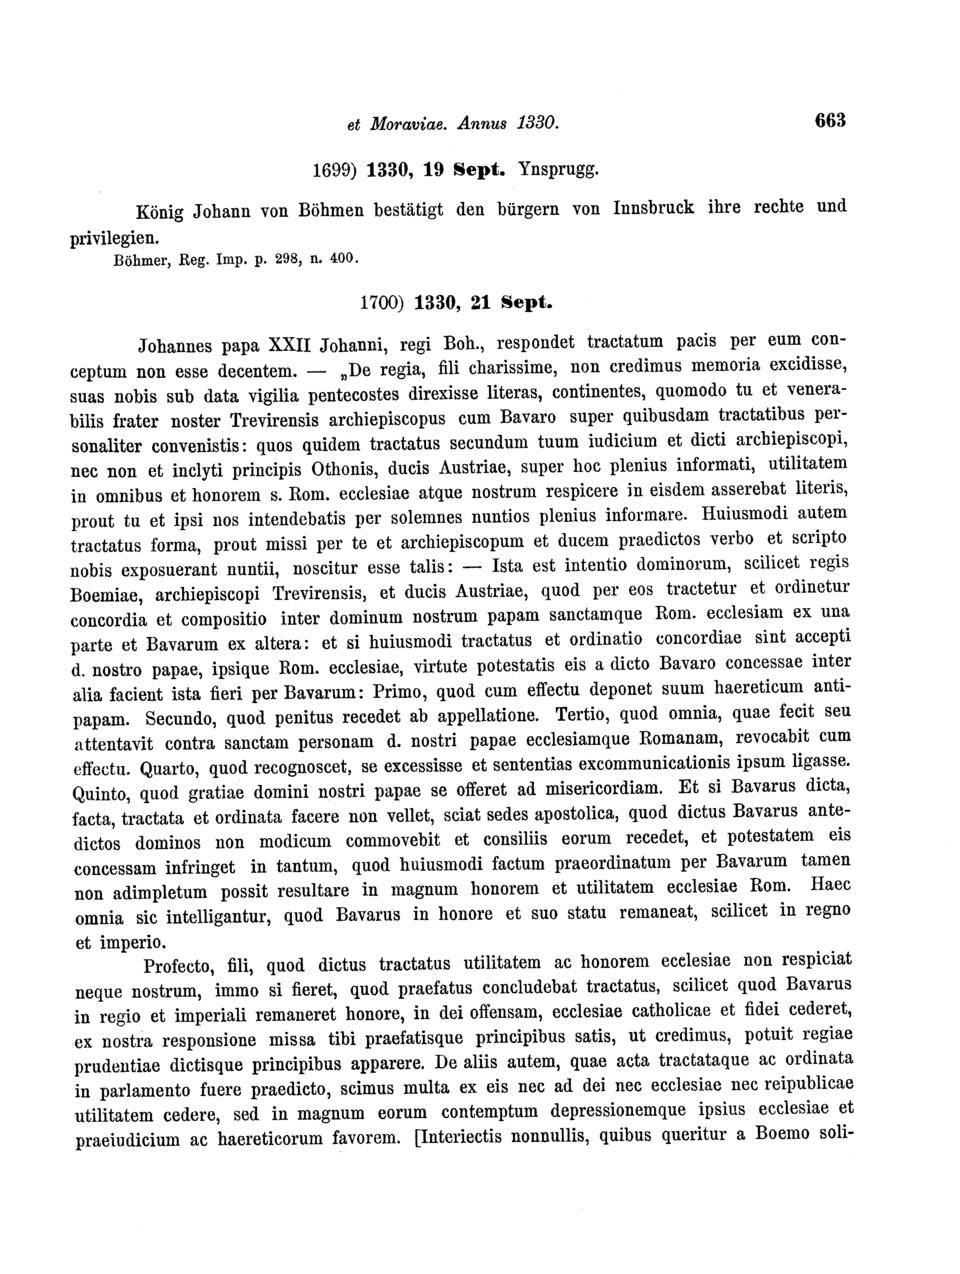 et Moraviae. Annus 1330.
663
1699) 1330, 19 Sept. Ynsprugg.
König Johann von Böhmen bestätigt den bürgern von Innsbruck ihre rechte und
privilegien.
Böhmer, Reg. Imp. p. 298, n. 400.
1700) 1330, 21 Sept.
Johannes papa XXII Johanni, regi Boh., respondet tractatum pacis per eum con-
ceptum non esse decentem. — „De regia, fili charissime, non credimus memoria excidisse,
suas nobis sub data vigilia pentecostes direxisse literas, continentes, quomodo tu et venera-
bilis frater noster Trevirensis archiepiscopus cum Bavaro super quibusdam tractatibus per-
sonaliter convenistis: quos quidem tractatus secundum tuum iudicium et dicti archiepiscopi,
nec non et inclyti principis Othonis, ducis Austriae, super hoc plenius informati, utilitatem
in omnibus et honorem s. Rom. ecclesiae atque nostrum respicere in eisdem asserebat literis,
prout tu et ipsi nos intendebatis per solemnes nuntios plenius informare. Huiusmodi autem
tractatus forma, prout missi per te et archiepiscopum et ducem praedictos verbo et scripto
nobis exposuerant nuntii, noscitur esse talis: — Ista est intentio dominorum, scilicet regis
Boemiae, archiepiscopi Trevirensis, et ducis Austriae, quod per eos tractetur et ordinetur
concordia et compositio inter dominum nostrum papam sanctamque Rom. ecclesiam ex una
parte et Bavarum ex altera: et si huiusmodi tractatus et ordinatio concordiae sint accepti
d. nostro papae, ipsique Rom. ecclesiae, virtute potestatis eis a dicto Bavaro concessae inter
alia facient ista fieri per Bavarum: Primo, quod cum effectu deponet suum haereticum anti-
papam. Secundo, quod penitus recedet ab appellatione. Tertio, quod omnia, quae fecit seu
attentavit contra sanctam personam d. nostri papae ecclesiamque Romanam, revocabit cum
effectu. Quarto, quod recognoscet, se excessisse et sententias excommunicationis ipsum ligasse.
Quinto, quod gratiae domini nostri papae se offeret ad misericordiam. Et si Bavarus dicta,
facta, tractata et ordinata facere non vellet, sciat sedes apostolica, quod dictus Bavarus ante-
dictos dominos non modicum commovebit et consiliis eorum recedet, et potestatem eis
concessam infringet in tantum, quod huiusmodi factum praeordinatum per Bavarum tamen
non adimpletum possit resultare in magnum honorem et utilitatem ecclesiae Rom. Haec
omnia sic intelligantur, quod Bavarus in honore et suo statu remaneat, scilicet in regno
et imperio.
Profecto, fili, quod dictus tractatus utilitatem ac honorem ecclesiae non respiciat
neque nostrum, immo si fieret, quod praefatus concludebat tractatus, scilicet quod Bavarus
in regio et imperiali remaneret honore, in dei offensam, ecclesiae catholicae et fidei cederet,
ex nostra responsione missa tibi praefatisque principibus satis, ut credimus, potuit regiae
prudentiae dictisque principibus apparere. De aliis autem, quae acta tractataque ac ordinata
in parlamento fuere praedicto, scimus multa ex eis nec ad dei nec ecclesiae nec reipublicae
utilitatem cedere, sed in magnum eorum contemptum depressionemque ipsius ecclesiae et
praeiudicium ac haereticorum favorem. [Interiectis nonnullis, quibus queritur a Boemo soli-